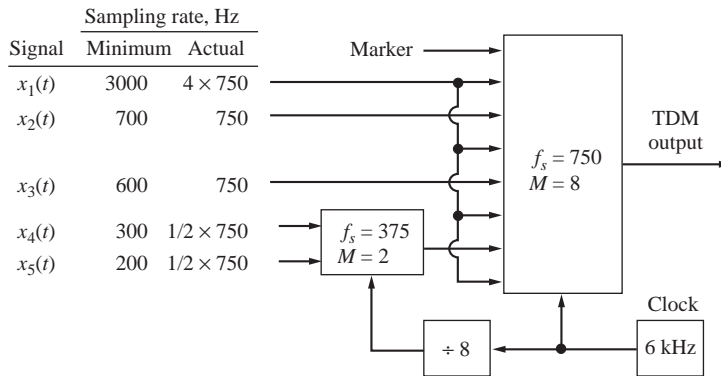 Sampling rate, Hz
Signal Minimum Actual
x₁(t) 3000 4 × 750
x₂(t) 700 750
x₃(t) 600 750
x₄(t) 300 1/2 × 750
x₅(t) 200 1/2 × 750
Marker
fₛ = 750
M = 8
TDM
output
fₛ = 375
M = 2
÷ 8
Clock
6 kHz